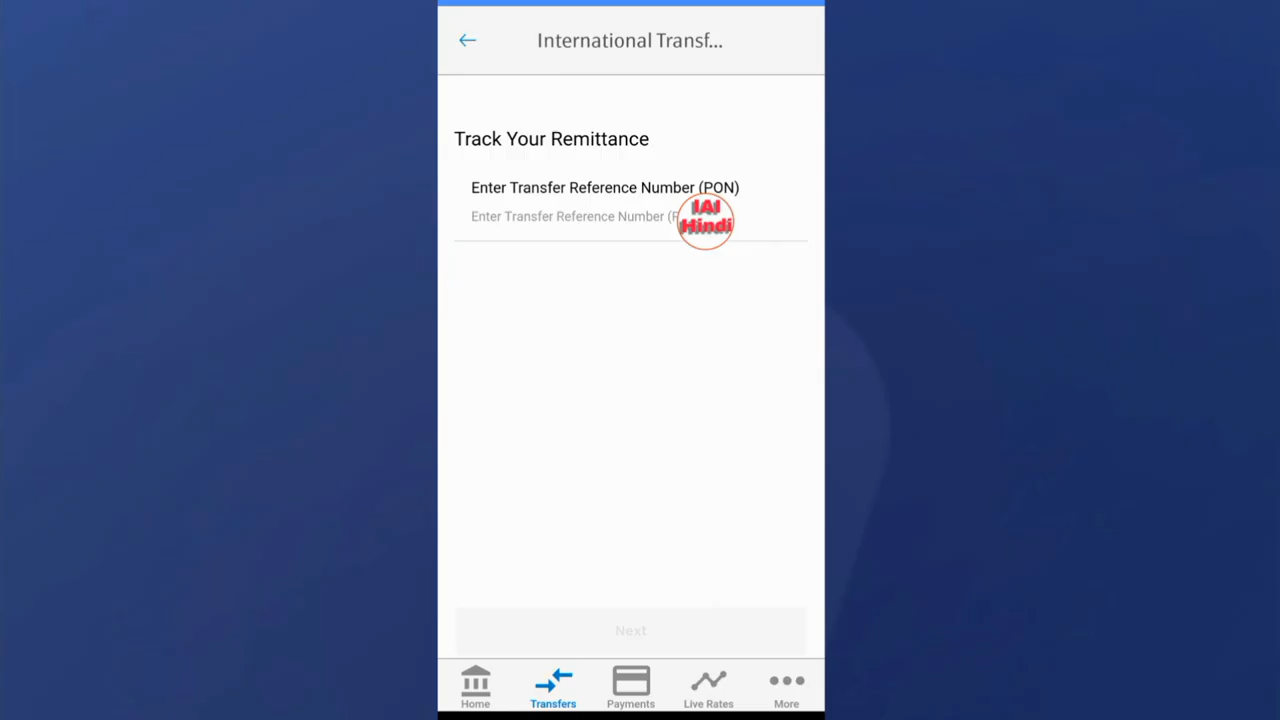 International Transf...
Track Your Remittance
Enter Transfer Reference Number (PON)
Enter Transfer Reference Number (P
IAI
Hindi
Next
Home
Transfers
Payments
Live Rates
More